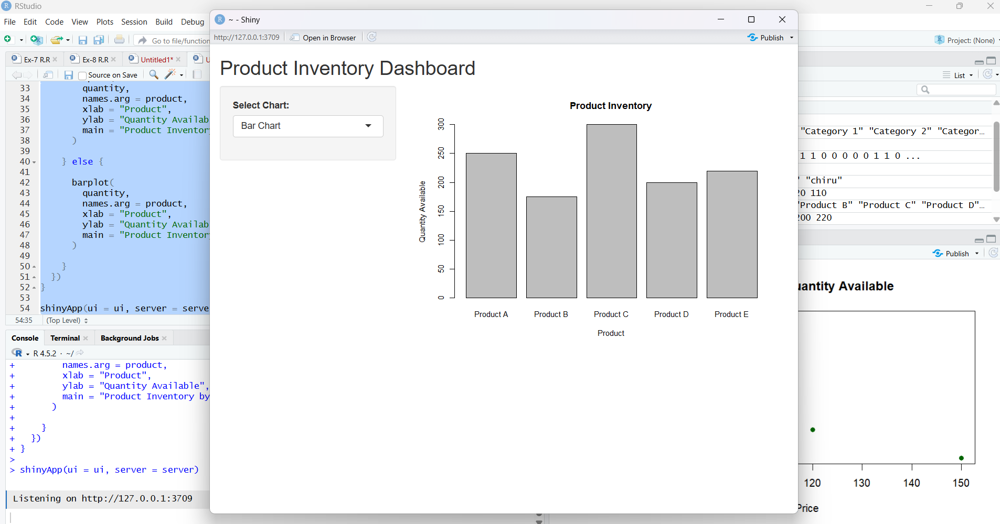 RStudio
File Edit Code View Plots Session Build Debug
Go to file/function
Project: (None)
Ex-7 R.R
Ex-8 R.R
Untitled1*
Source on Save
33 quantity,
34 names.arg = product,
35 xlab = "Product",
36 ylab = "Quantity Availab
37 main = "Product Inventor
38 )
39
40 } else {
41
42 barplot(
43 quantity,
44 names.arg = product,
45 xlab = "Product",
46 ylab = "Quantity Availab
47 main = "Product Inventor
48 )
49
50 }
51 })
52 }
53
54 shinyApp(ui = ui, server = serve
54:35 (Top Level)
Console Terminal Background Jobs
R 4.5.2 · ~/
+ names.arg = product,
+ xlab = "Product",
+ ylab = "Quantity Available",
+ main = "Product Inventory by
+ )
+
+ }
+ })
+ }
>
> shinyApp(ui = ui, server = server)
Listening on http://127.0.0.1:3709
~ - Shiny
http://127.0.0.1:3709 Open in Browser
Publish
Product Inventory Dashboard
Select Chart:
Bar Chart
Product Inventory
Quantity Available
300
250
200
150
100
50
0
Product A Product B Product C Product D Product E
Product
List
"Category 1" "Category 2" "Categor...
1 1 0 0 0 0 0 1 1 0 ...
"chiru"
20 110
"Product B" "Product C" "Product D"...
200 220
Publish
uantity Available
120 130 140 150
Price